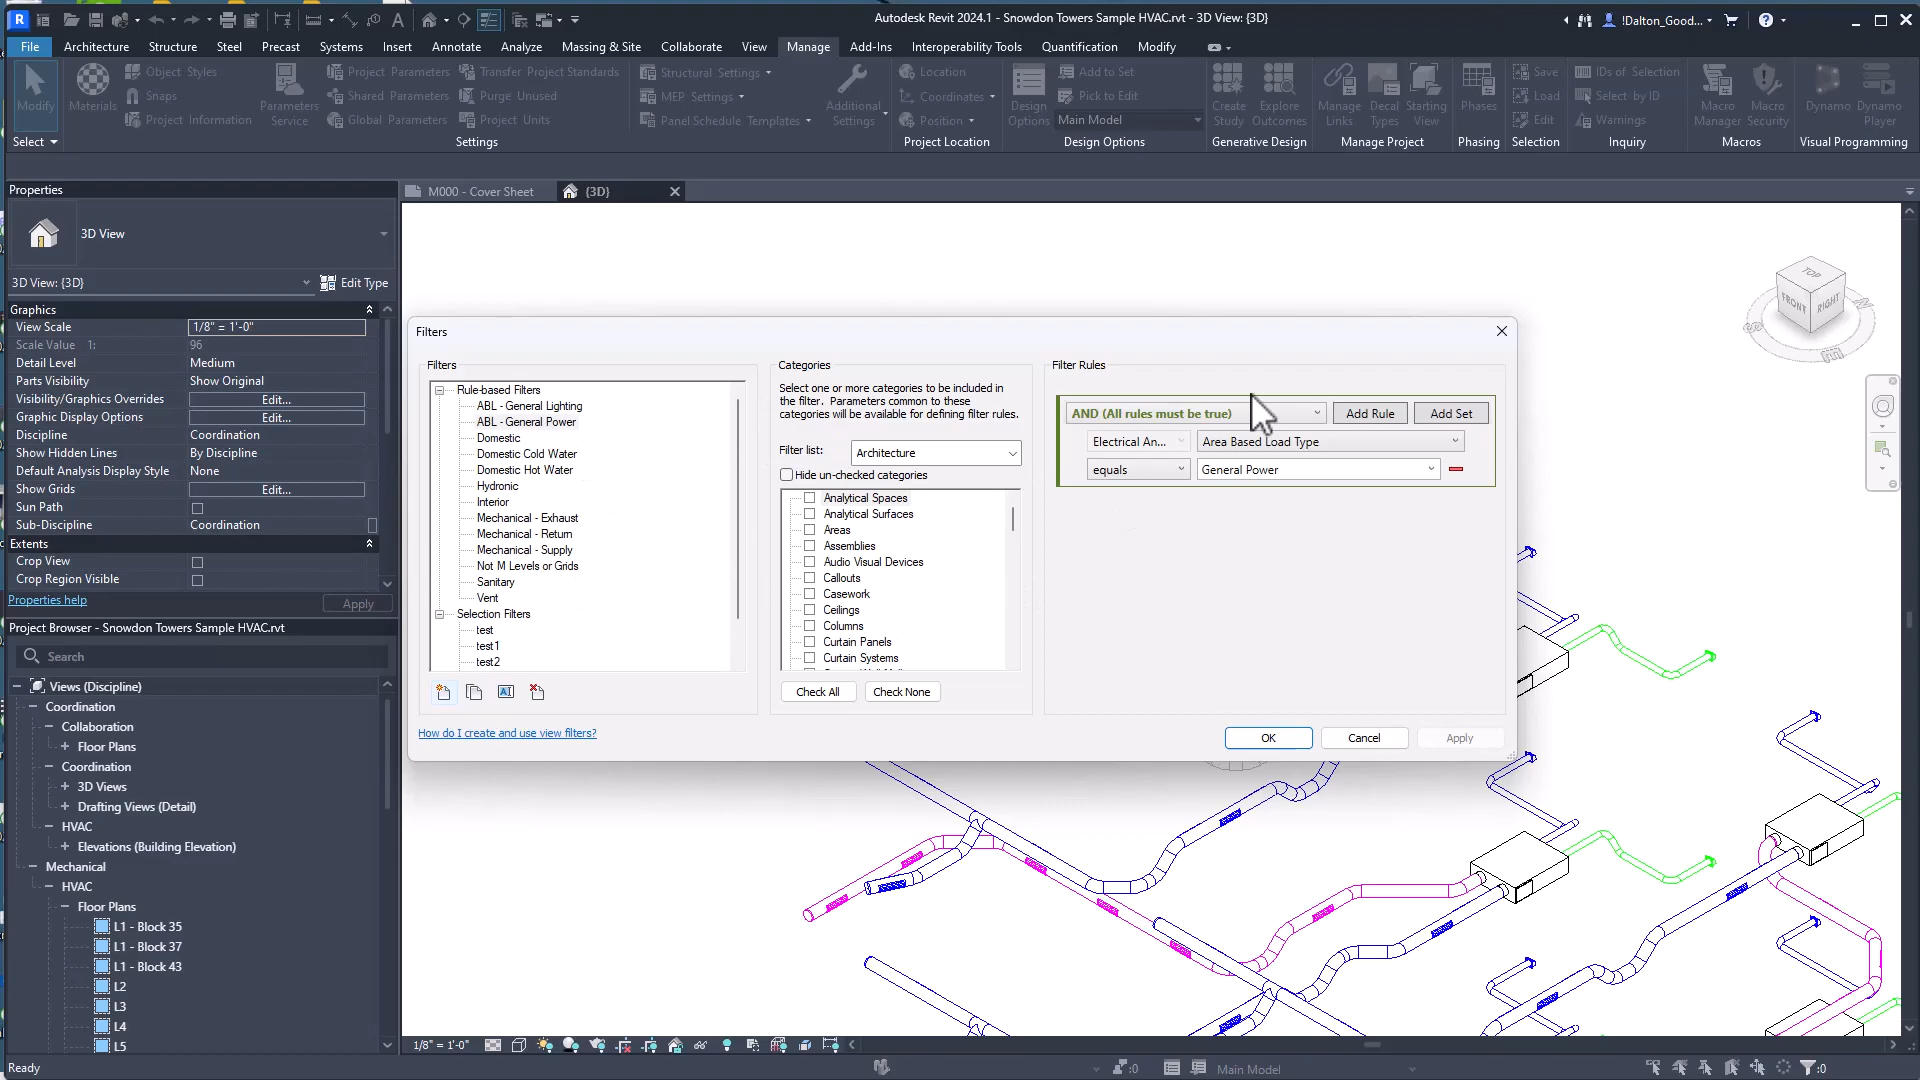 Autodesk Revit 2024.1 - Snowdon Towers Sample HVAC.rvt - 3D View: {3D}
!Dalton_Good...
File Architecture Structure Steel Precast Systems Insert Annotate Analyze Massing & Site Collaborate View Manage Add-Ins Interoperability Tools Quantification Modify
Modify
Select
Materials
Object Styles
Snaps
Project Information
Parameters Service
Project Parameters
Shared Parameters
Global Parameters
Transfer Project Standards
Purge Unused
Project Units
Settings
Structural Settings
MEP Settings
Panel Schedule Templates
Additional Settings
Location
Coordinates
Position
Project Location
Design Options
Add to Set
Pick to Edit
Main Model
Design Options
Create Study
Explore Outcomes
Generative Design
Manage Links
Decal Types
Starting View
Manage Project
Phases
Phasing
Save
Load
Edit
Selection
IDs of Selection
Select by ID
Warnings
Inquiry
Macro Manager
Macro Security
Macros
Dynamo
Dynamo Player
Visual Programming
Properties
3D View
3D View: {3D}
Edit Type
Graphics
View Scale 1/8" = 1'-0"
Scale Value 1: 96
Detail Level Medium
Parts Visibility Show Original
Visibility/Graphics Overrides Edit...
Graphic Display Options Edit...
Discipline Coordination
Show Hidden Lines By Discipline
Default Analysis Display Style None
Show Grids Edit...
Sun Path
Sub-Discipline Coordination
Extents
Crop View
Crop Region Visible
Properties help
Apply
Project Browser - Snowdon Towers Sample HVAC.rvt
Search
Views (Discipline)
Coordination
Collaboration
Floor Plans
Coordination
3D Views
Drafting Views (Detail)
HVAC
Elevations (Building Elevation)
Mechanical
HVAC
Floor Plans
L1 - Block 35
L1 - Block 37
L1 - Block 43
L2
L3
L4
L5
M000 - Cover Sheet
{3D}
TOP
FRONT
RIGHT
S
E
N
Filters
Filters
Rule-based Filters
ABL - General Lighting
ABL - General Power
Domestic
Domestic Cold Water
Domestic Hot Water
Hydronic
Interior
Mechanical - Exhaust
Mechanical - Return
Mechanical - Supply
Not M Levels or Grids
Sanitary
Vent
Selection Filters
test
test1
test2
How do I create and use view filters?
Categories
Select one or more categories to be included in
the filter. Parameters common to these
categories will be available for defining filter rules.
Filter list: Architecture
Hide un-checked categories
Analytical Spaces
Analytical Surfaces
Areas
Assemblies
Audio Visual Devices
Callouts
Casework
Ceilings
Columns
Curtain Panels
Curtain Systems
Check All
Check None
Filter Rules
AND (All rules must be true)
Add Rule
Add Set
Electrical An... Area Based Load Type
equals General Power
OK
Cancel
Apply
1/8" = 1'-0"
Ready
:0
Main Model
:0